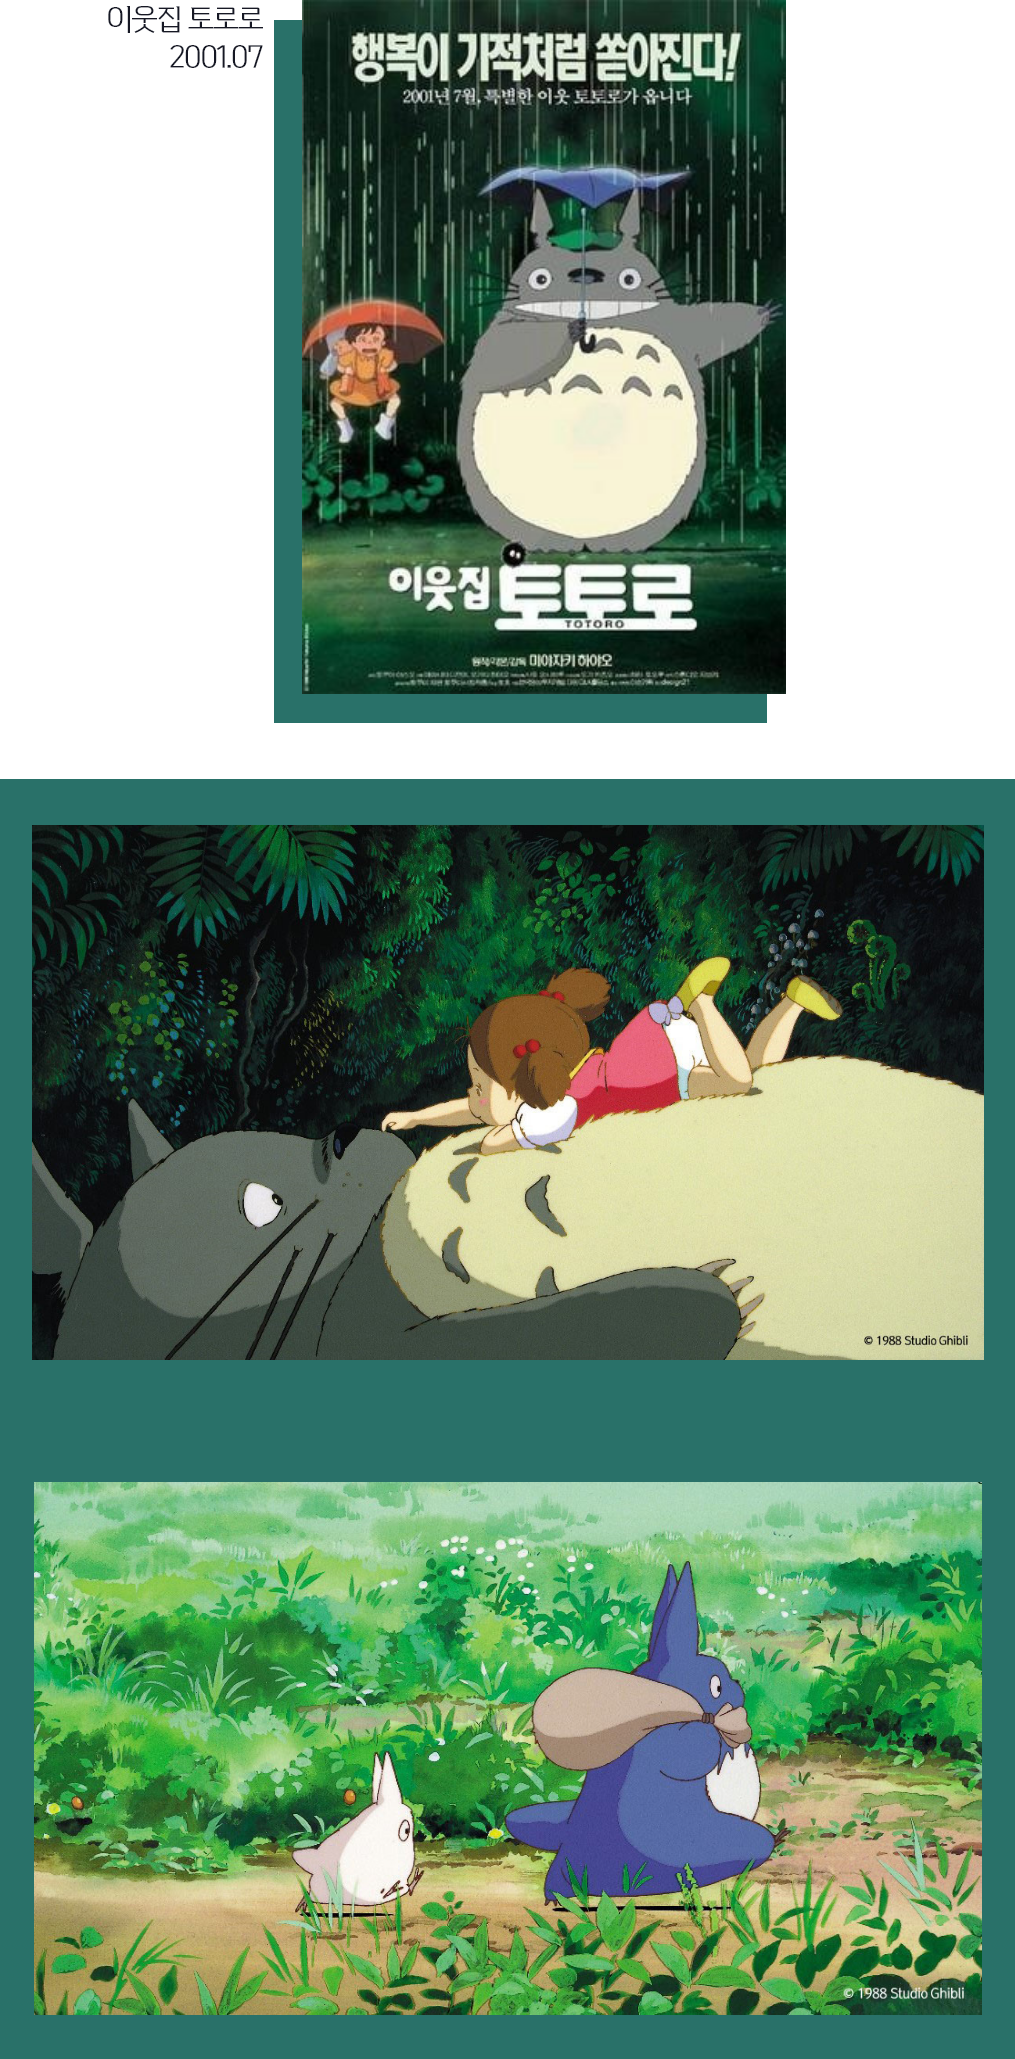 이웃집 토로로
2001.07
행복이 기적처럼 쏟아진다!
2001년 7월, 특별한 이웃 토토로가 옵니다
이웃집 토토로
TOTORO
원작/각본/감독 미야자키 하야오
© 1988 Studio Ghibli
© 1988 Studio Ghibli